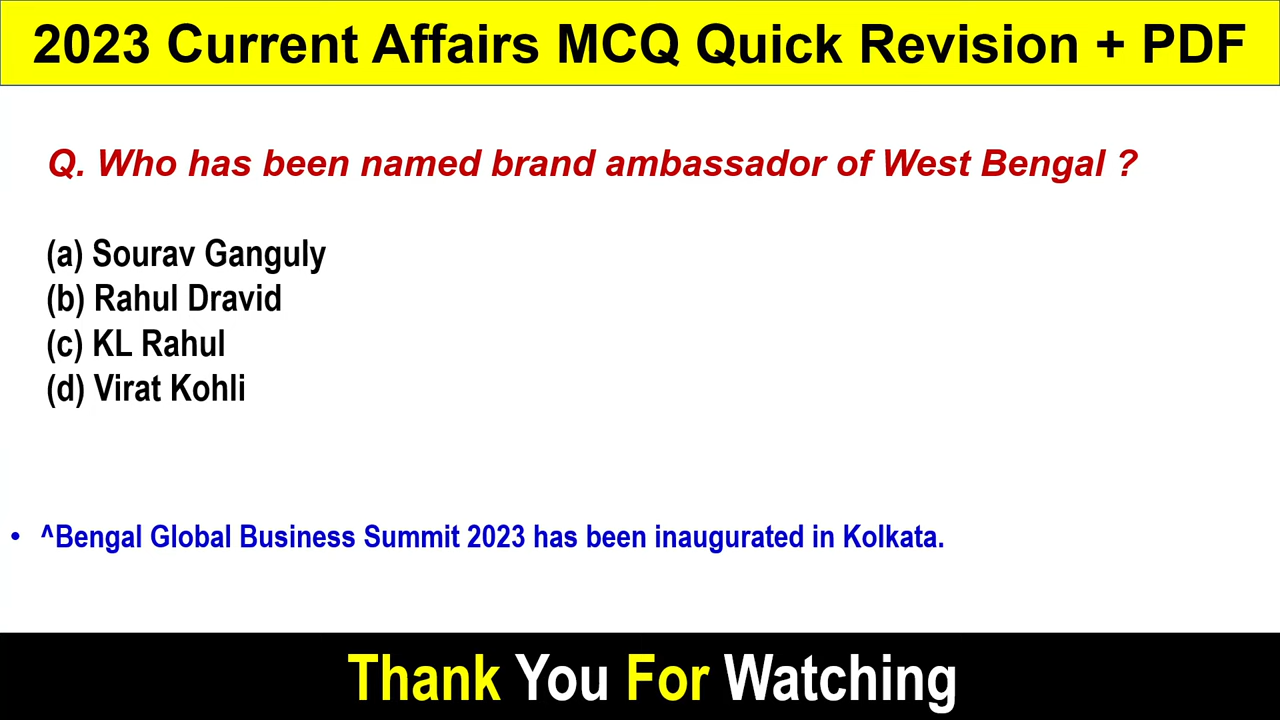 2023 Current Affairs MCQ Quick Revision + PDF
Q. Who has been named brand ambassador of West Bengal ?
(a) Sourav Ganguly
(b) Rahul Dravid
(c) KL Rahul
(d) Virat Kohli
• ^Bengal Global Business Summit 2023 has been inaugurated in Kolkata.
Thank You For Watching